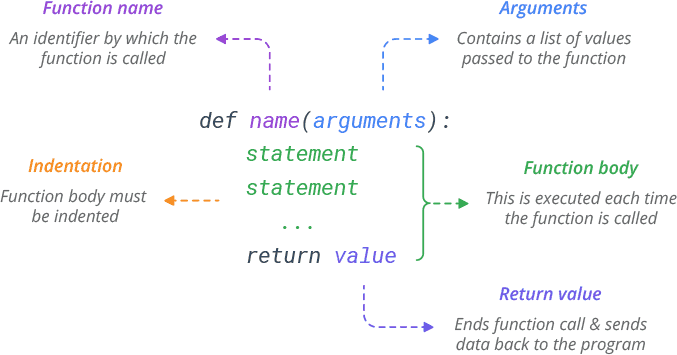 Function name
An identifier by which the
function is called
Arguments
Contains a list of values
passed to the function
def name(arguments):
statement
statement
...
return value
Indentation
Function body must
be indented
Function body
This is executed each time
the function is called
Return value
Ends function call & sends
data back to the program